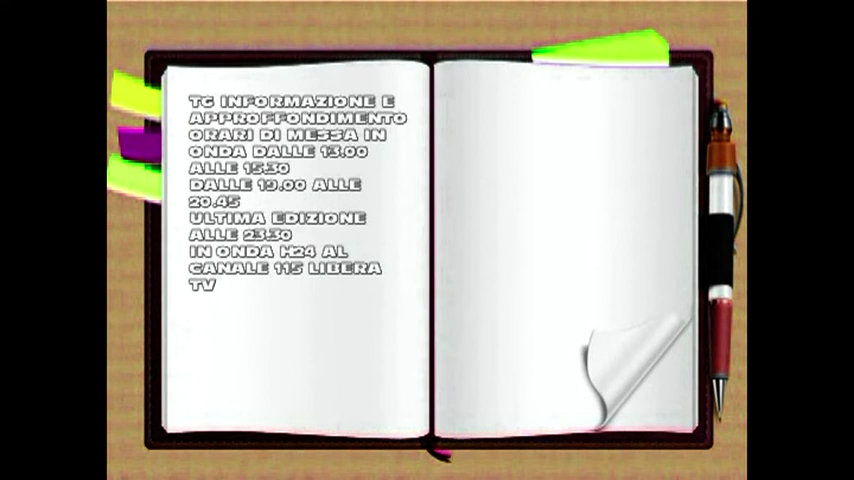 TG INFORMAZIONE E
APPROFFONDIMENTO
ORARI DI MESSA IN
ONDA DALLE 13.00
ALLE 15.30
DALLE 19.00 ALLE
20.45
ULTIMA EDIZIONE
ALLE 23.30
IN ONDA H24 AL
CANALE 115 LIBERA
TV